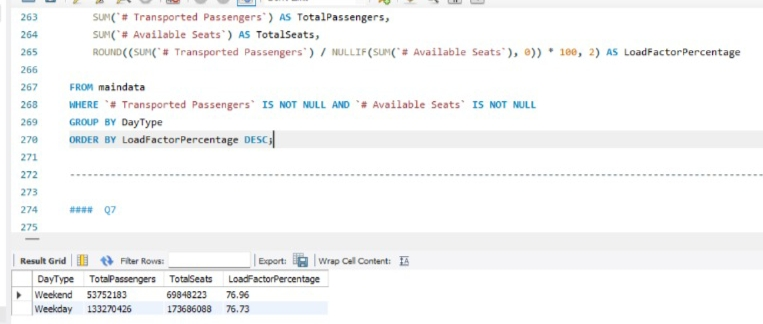 263 SUM(`# Transported Passengers`) AS TotalPassengers,
264 SUM(`# Available Seats`) AS TotalSeats,
265 ROUND((SUM(`# Transported Passengers`) / NULLIF(SUM(`# Available Seats`), 0)) * 100, 2) AS LoadFactorPercentage
266
267 FROM maindata
268 WHERE `# Transported Passengers` IS NOT NULL AND `# Available Seats` IS NOT NULL
269 GROUP BY DayType
270 ORDER BY LoadFactorPercentage DESC;
271
272 ----------------------------------------------------------------------------------------------------
273
274 #### Q7
275
Result Grid Filter Rows: Export: Wrap Cell Content:
DayType TotalPassengers TotalSeats LoadFactorPercentage
Weekend 53752183 69848223 76.96
Weekday 133270426 173686088 76.73